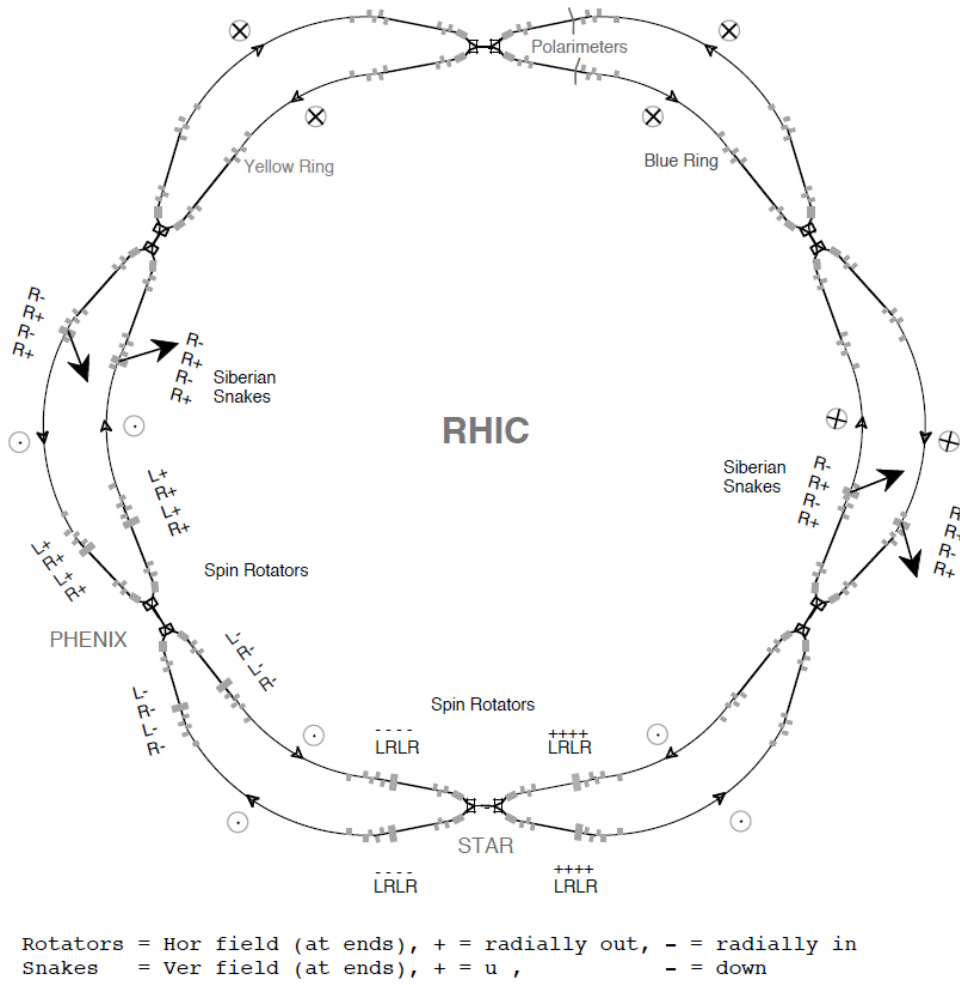 Polarimeters
Yellow Ring
Blue Ring
R-
R+
R-
R+
R-
R+
R-
R+
Siberian
Snakes
RHIC
Siberian
Snakes
R-
R+
R-
R+
R-
R+
L+
R+
L+
R+
L+
R+
L+
R+
Spin Rotators
PHENIX
L-
R-
L-
R-
L-
R-
L-
R-
Spin Rotators
- - - -
LRLR
++++
LRLR
STAR
- - - -
LRLR
++++
LRLR
Rotators = Hor field (at ends), + = radially out, - = radially in
Snakes = Ver field (at ends), + = u , - = down